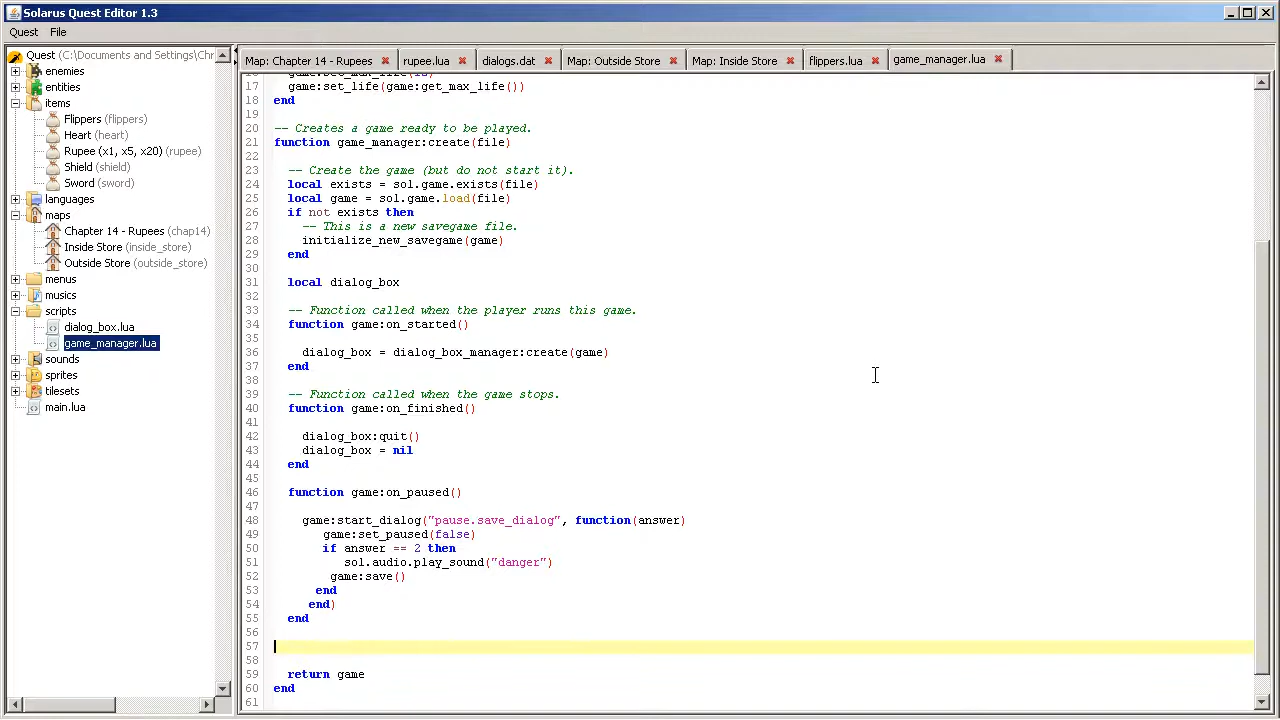 Solarus Quest Editor 1.3
Quest File
Quest (C:\Documents and Settings\Chr
enemies
entities
items
Flippers (flippers)
Heart (heart)
Rupee (x1, x5, x20) (rupee)
Shield (shield)
Sword (sword)
languages
maps
Chapter 14 - Rupees (chap14)
Inside Store (inside_store)
Outside Store (outside_store)
menus
musics
scripts
dialog_box.lua
game_manager.lua
sounds
sprites
tilesets
main.lua
Map: Chapter 14 - Rupees rupee.lua dialogs.dat Map: Outside Store Map: Inside Store flippers.lua game_manager.lua
17 game:set_life(game:get_max_life())
18 end
19
20 -- Creates a game ready to be played.
21 function game_manager:create(file)
22
23 -- Create the game (but do not start it).
24 local exists = sol.game.exists(file)
25 local game = sol.game.load(file)
26 if not exists then
27 -- This is a new savegame file.
28 initialize_new_savegame(game)
29 end
30
31 local dialog_box
32
33 -- Function called when the player runs this game.
34 function game:on_started()
35
36 dialog_box = dialog_box_manager:create(game)
37 end
38
39 -- Function called when the game stops.
40 function game:on_finished()
41
42 dialog_box:quit()
43 dialog_box = nil
44 end
45
46 function game:on_paused()
47
48 game:start_dialog("pause.save_dialog", function(answer)
49 game:set_paused(false)
50 if answer == 2 then
51 sol.audio.play_sound("danger")
52 game:save()
53 end
54 end)
55 end
56
57
58
59 return game
60 end
61